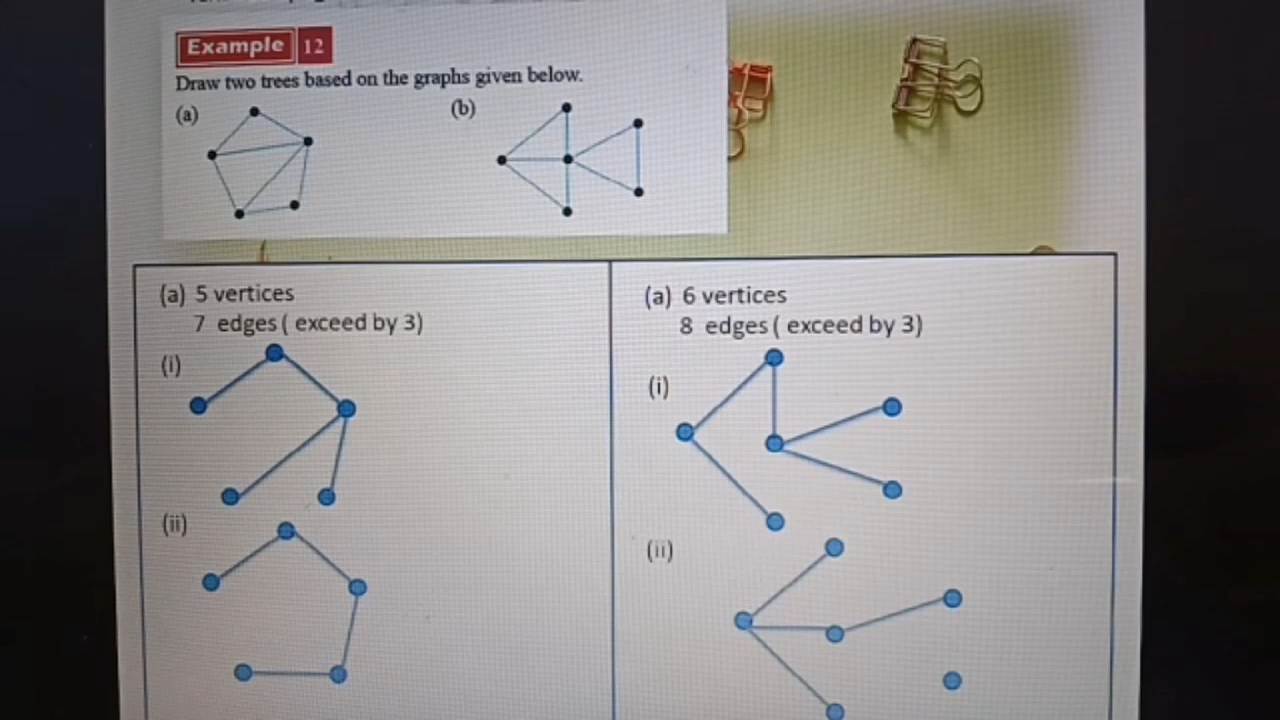 Example 12
Draw two trees based on the graphs given below.
(a)
(b)
(a) 5 vertices
7 edges ( exceed by 3)
(i)
(ii)
(a) 6 vertices
8 edges ( exceed by 3)
(i)
(ii)